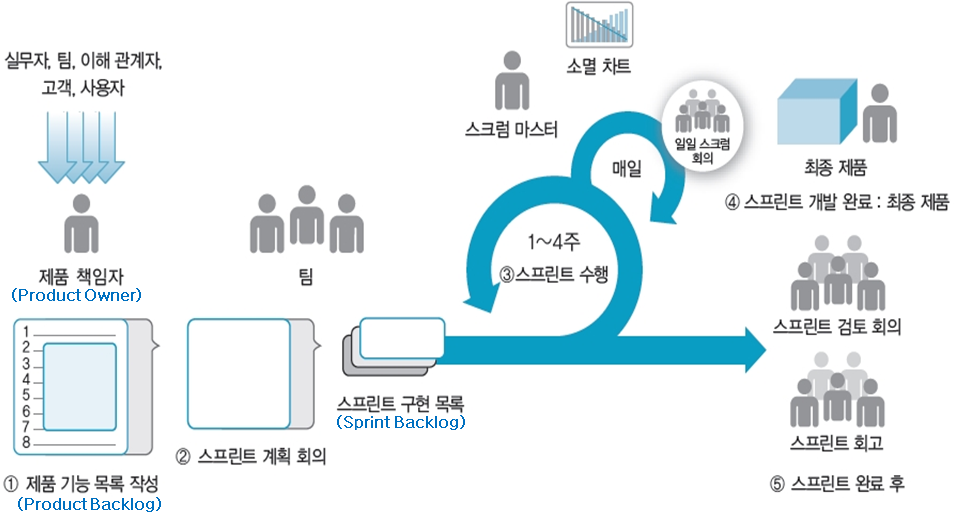 실무자, 팀, 이해 관계자,
고객, 사용자
제품 책임자
(Product Owner)
1
2
3
4
5
6
7
8
① 제품 기능 목록 작성
(Product Backlog)
팀
② 스프린트 계획 회의
스프린트 구현 목록
(Sprint Backlog)
스크럼 마스터
소멸 차트
일일 스크럼
회의
매일
1~4주
③스프린트 수행
최종 제품
④ 스프린트 개발 완료 : 최종 제품
스프린트 검토 회의
스프린트 회고
⑤ 스프린트 완료 후